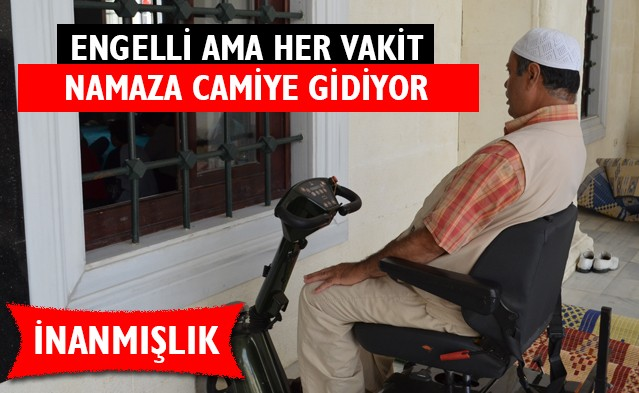 ENGELLİ AMA HER VAKİT
NAMAZA CAMİYE GİDİYOR
İNANMIŞLIK